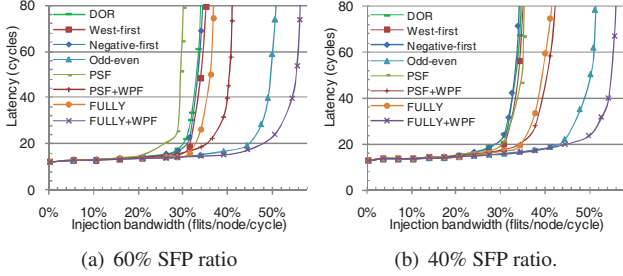 80
60
40
20
0
Latency (cycles)
DOR
West-first
Negative-first
Odd-even
PSF
PSF+WPF
FULLY
FULLY+WPF
0% 10% 20% 30% 40% 50%
Injection bandwidth (flits/node/cycle)
(a) 60% SFP ratio
80
60
40
20
0
Latency (cycles)
DOR
West-first
Negative-first
Odd-even
PSF
PSF+WPF
FULLY
FULLY+WPF
0% 10% 20% 30% 40% 50%
Injection bandwidth (flits/node/cycle)
(b) 40% SFP ratio.